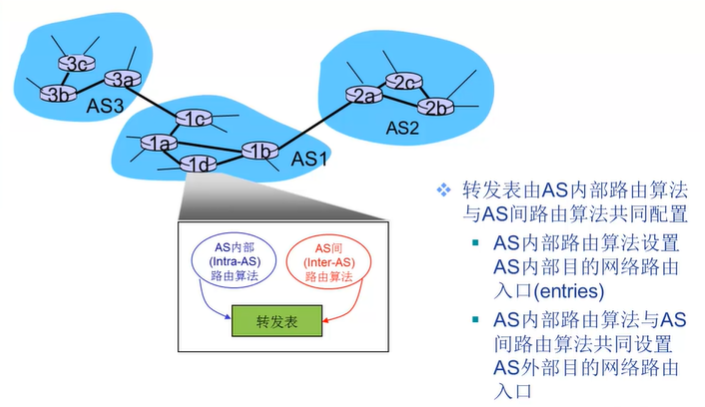 3c
3a
3b
AS3
1c
1a
1b
1d
AS1
2c
2a
2b
AS2
AS内部
(Intra-AS)
路由算法
AS间
(Inter-AS)
路由算法
转发表
❖ 转发表由AS内部路由算法
与AS间路由算法共同配置
▪ AS内部路由算法设置
AS内部目的网络路由
入口(entries)
▪ AS内部路由算法与AS
间路由算法共同设置
AS外部目的网络路由
入口